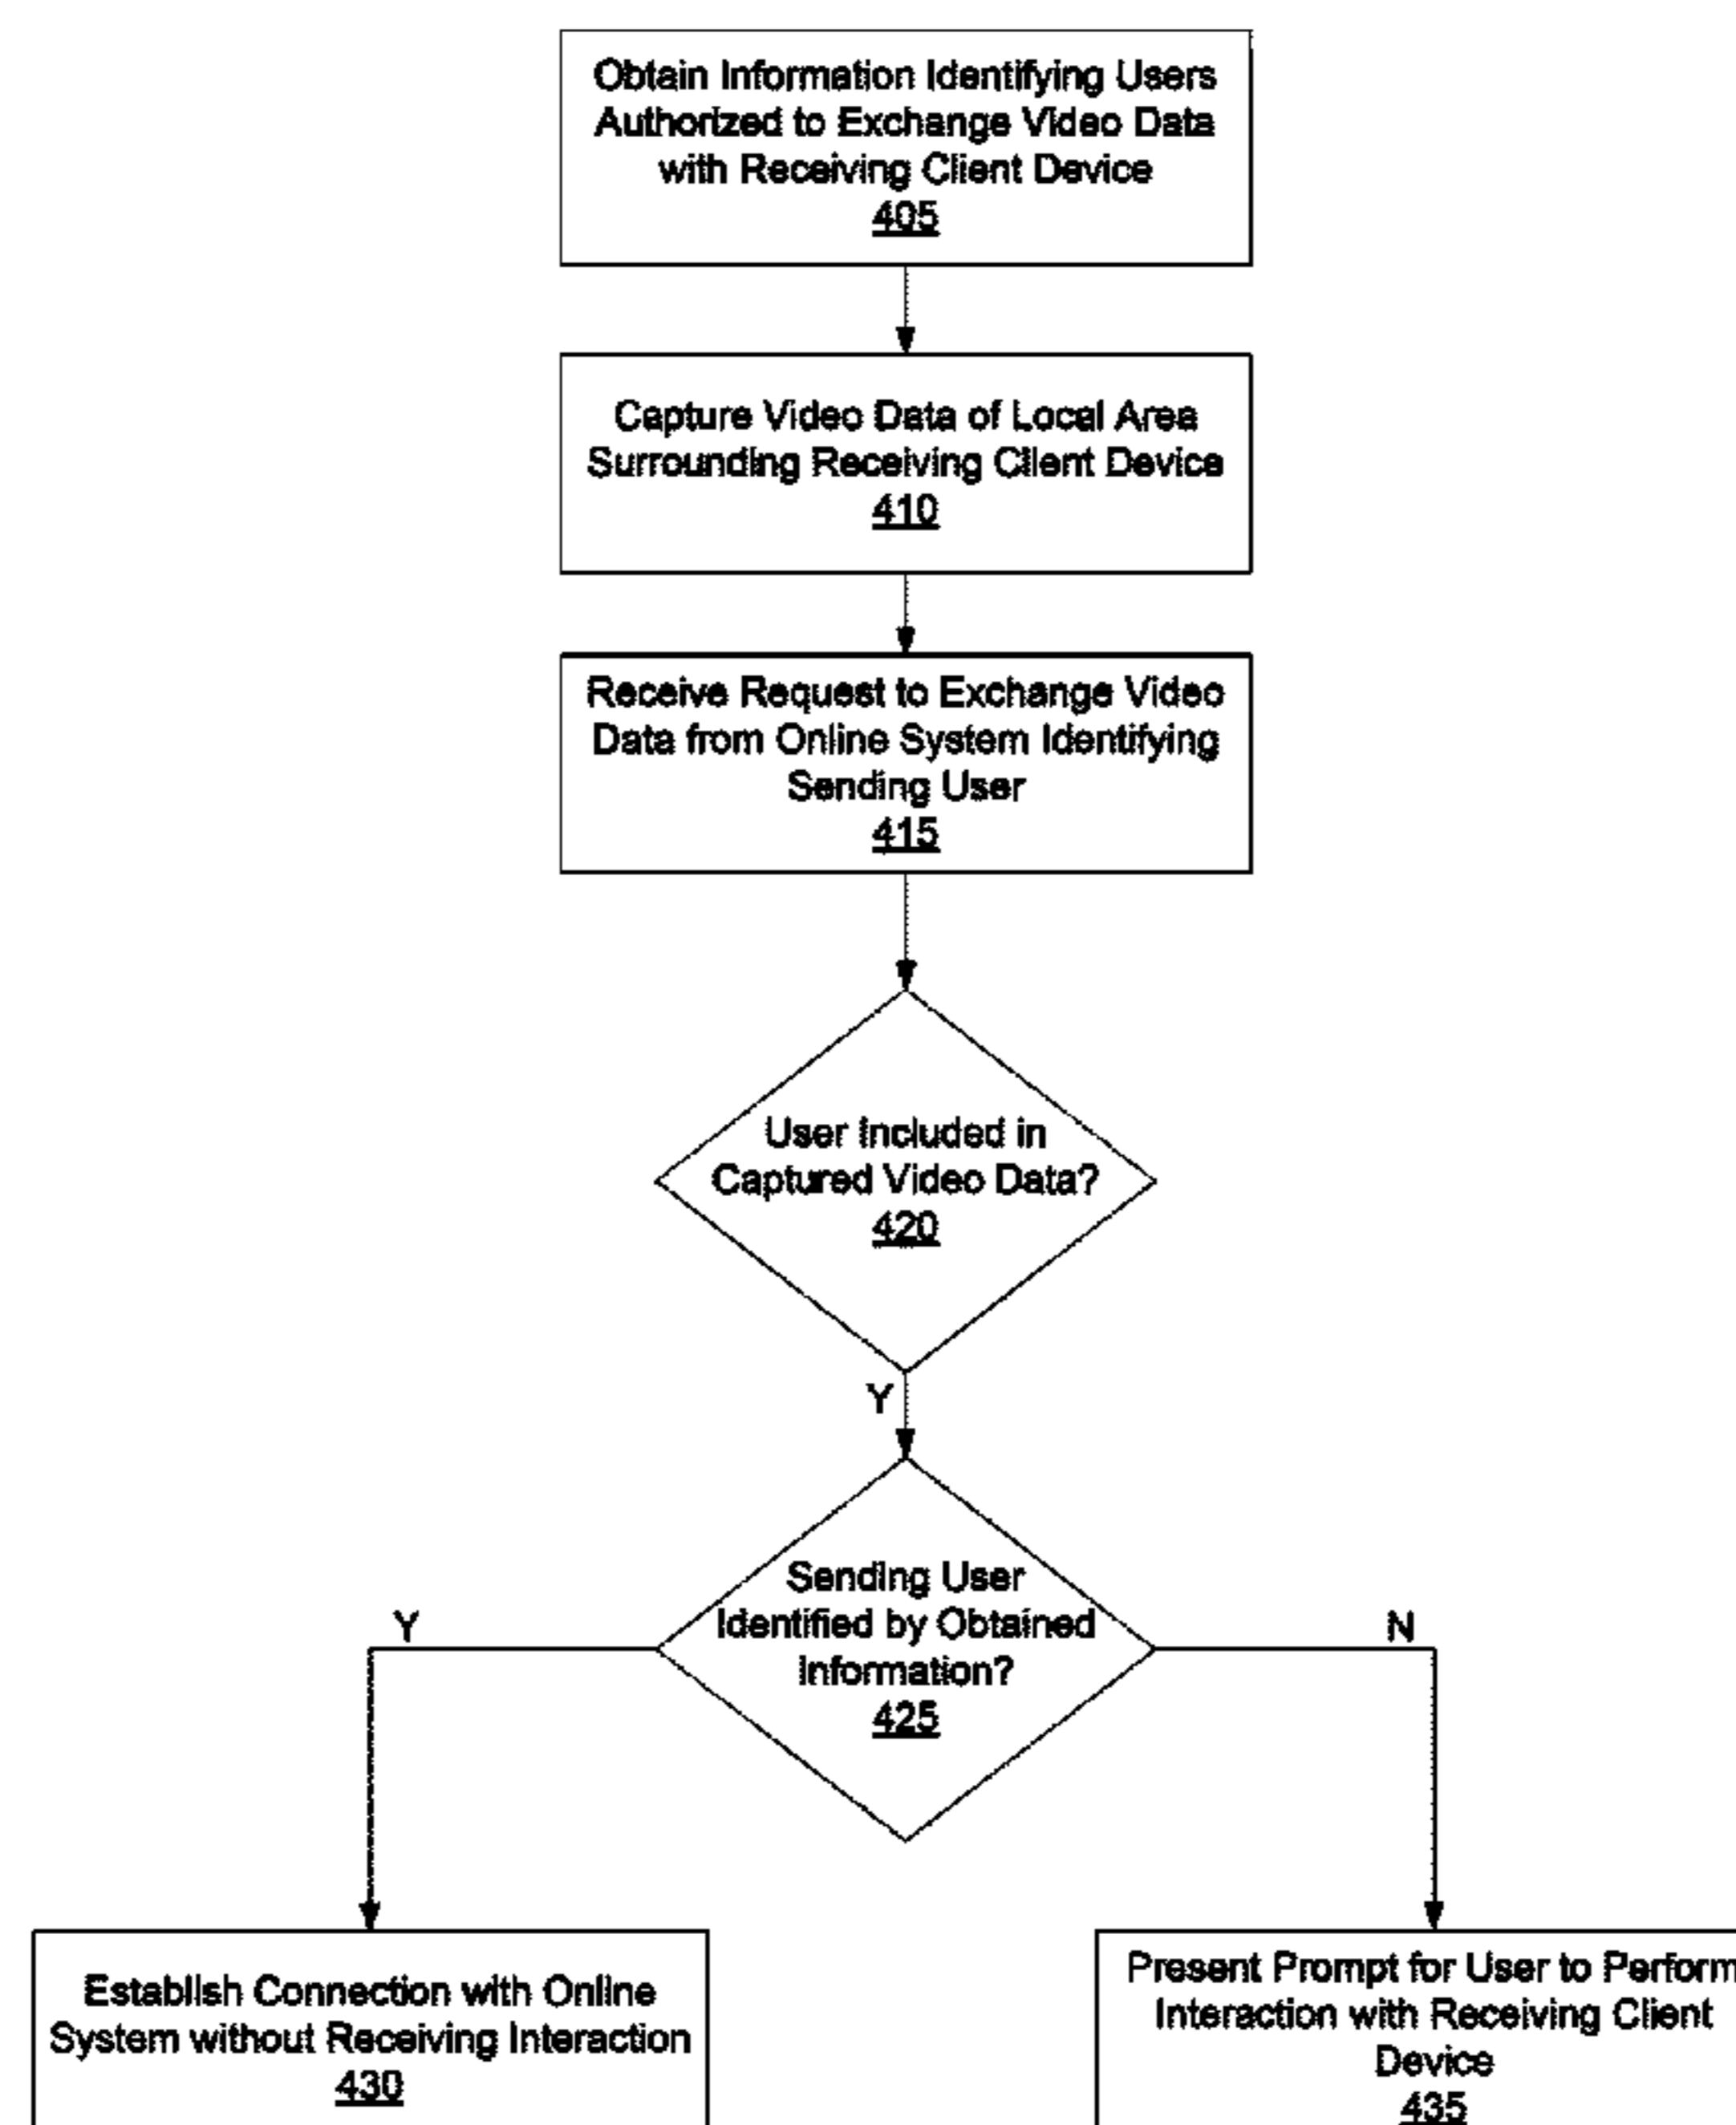 Obtain Information Identifying Users
Authorized to Exchange Video Data
with Receiving Client Device
405
Capture Video Data of Local Area
Surrounding Receiving Client Device
410
Receive Request to Exchange Video
Data from Online System Identifying
Sending User
415
User Included in
Captured Video Data?
420
Y
Sending User
Identified by Obtained
Information?
425
Y
N
Establish Connection with Online
System without Receiving Interaction
430
Present Prompt for User to Perform
Interaction with Receiving Client
Device
435